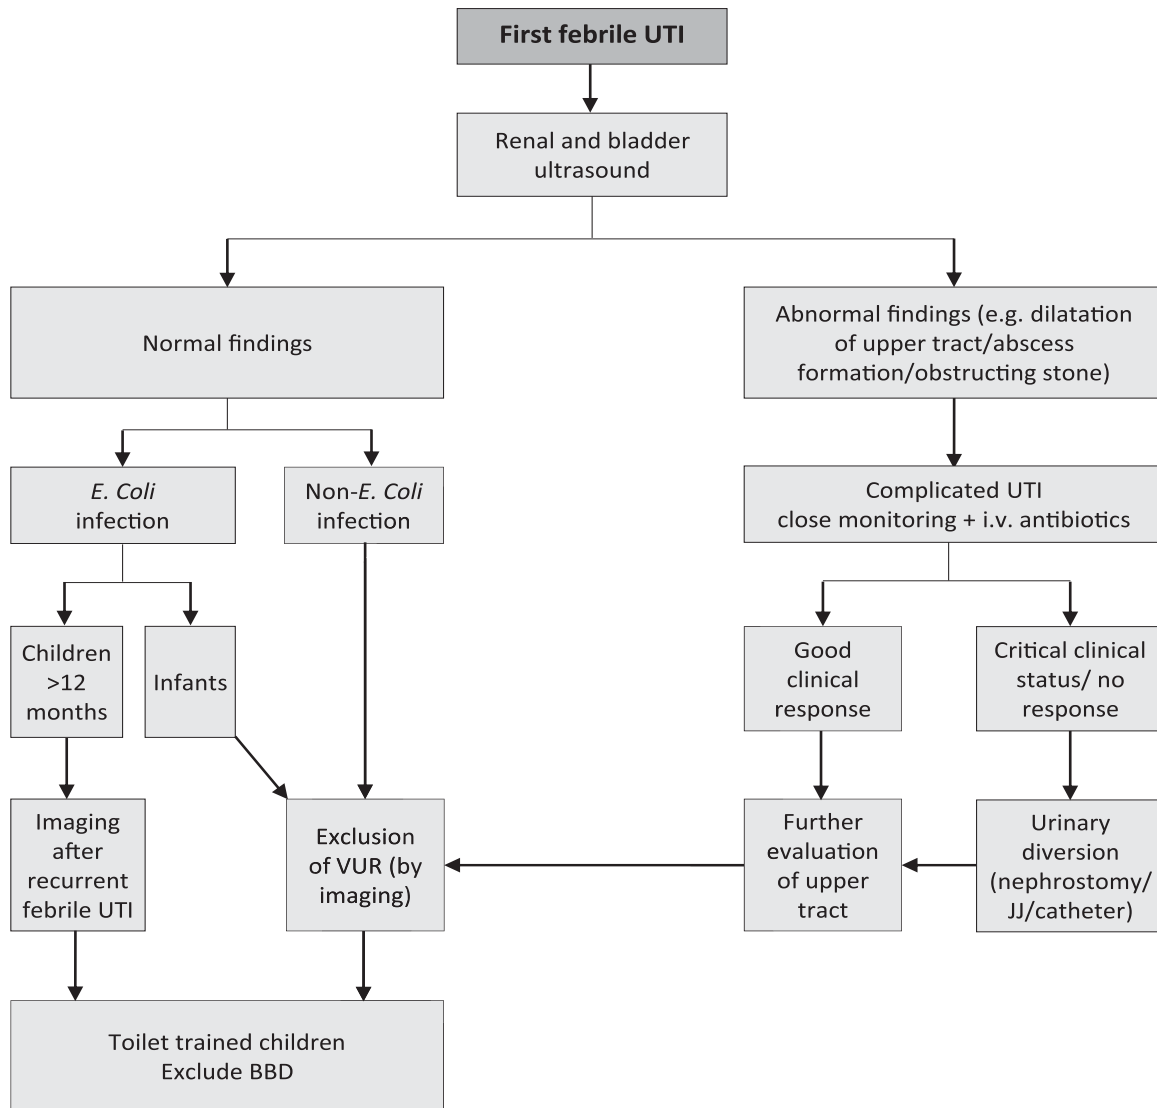 First febrile UTI
Renal and bladder
ultrasound
Normal findings
Abnormal findings (e.g. dilatation
of upper tract/abscess
formation/obstructing stone)
E. Coli
infection
Non-E. Coli
infection
Complicated UTI
close monitoring + i.v. antibiotics
Children
>12
months
Infants
Good
clinical
response
Critical clinical
status/ no
response
Imaging
after
recurrent
febrile UTI
Exclusion
of VUR (by
imaging)
Further
evaluation
of upper
tract
Urinary
diversion
(nephrostomy/
JJ/catheter)
Toilet trained children
Exclude BBD